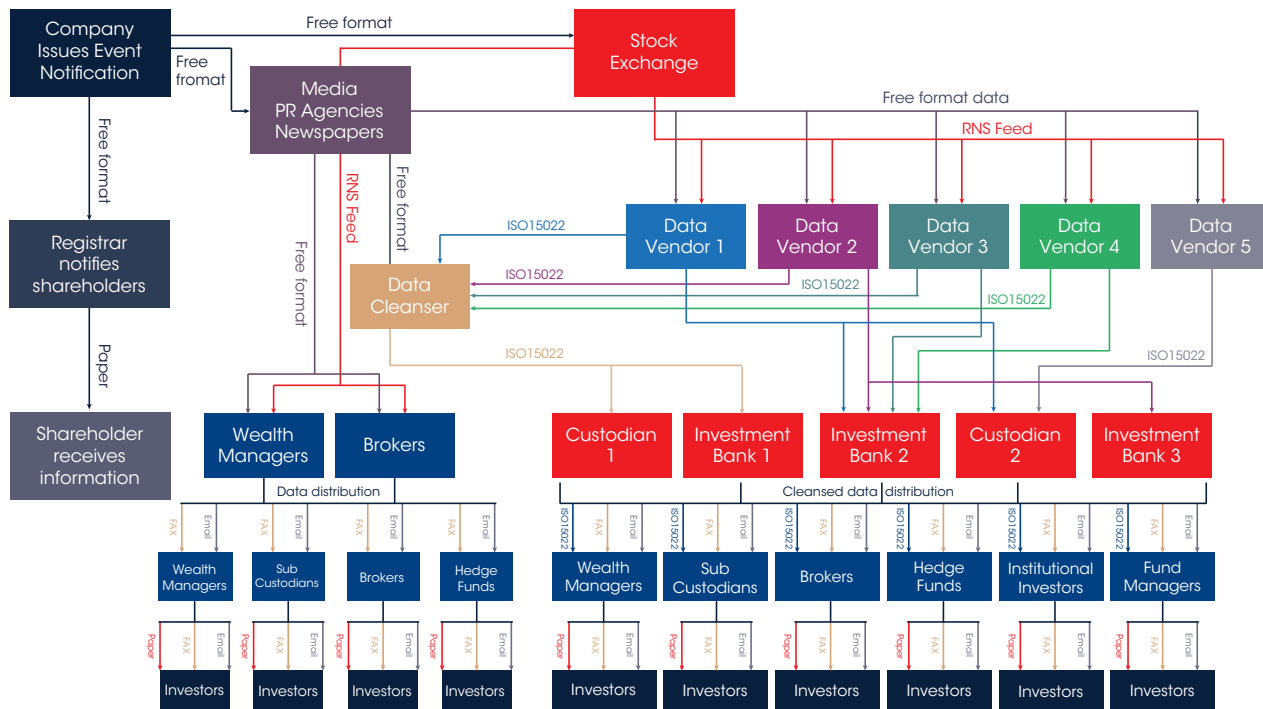 Company
Issues Event
Notification
Free format
Stock
Exchange
Free
fromat
Media
PR Agencies
Newspapers
Free format data
RNS Feed
Free format
Free format
RNS Feed
Free format
Registrar
notifies
shareholders
Data
Vendor 1
Data
Vendor 2
Data
Vendor 3
Data
Vendor 4
Data
Vendor 5
ISO15022
ISO15022
ISO15022
ISO15022
Data
Cleanser
ISO15022
ISO15022
Paper
Shareholder
receives
information
Wealth
Managers
Brokers
Custodian
1
Investment
Bank 1
Investment
Bank 2
Custodian
2
Investment
Bank 3
Data distribution
Cleansed data distribution
FAX
Email
FAX
Email
FAX
Email
FAX
Email
ISO15022
FAX
Email
ISO15022
FAX
Email
ISO15022
FAX
Email
ISO15022
FAX
Email
ISO15022
FAX
Email
ISO15022
FAX
Email
Wealth
Managers
Sub
Custodians
Brokers
Hedge
Funds
Wealth
Managers
Sub
Custodians
Brokers
Hedge
Funds
Institutional
Investors
Fund
Managers
Paper
FAX
Email
Paper
FAX
Email
Paper
FAX
Email
Paper
FAX
Email
Paper
FAX
Email
Paper
FAX
Email
Paper
FAX
Email
Paper
FAX
Email
Paper
FAX
Email
Paper
FAX
Email
Investors
Investors
Investors
Investors
Investors
Investors
Investors
Investors
Investors
Investors